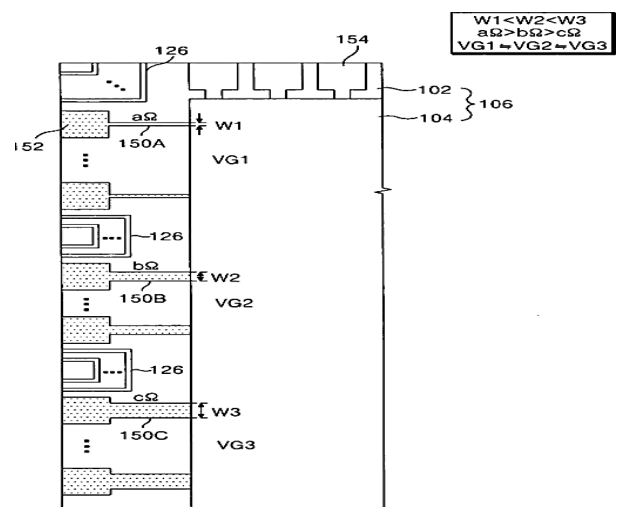 W1<W2<W3
aΩ>bΩ>cΩ
VG1≒VG2≒VG3
126
154
102
106
104
aΩ
W1
152
150A
VG1
126
bΩ
W2
150B
VG2
126
cΩ
W3
150C
VG3